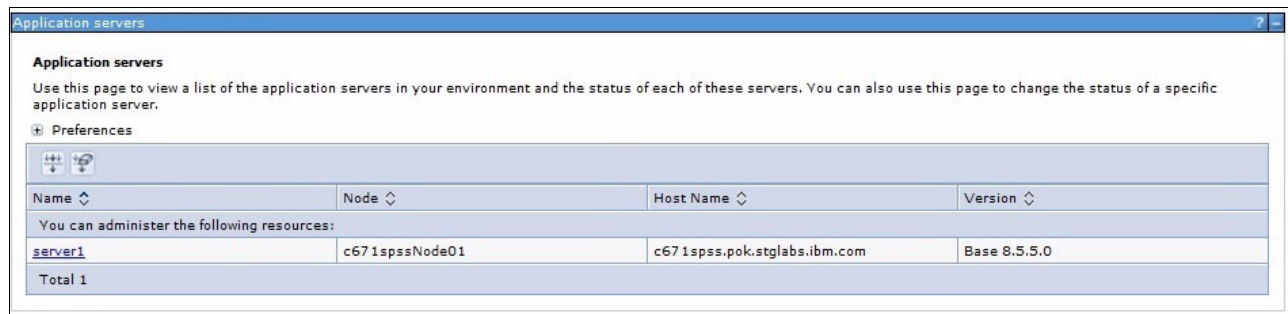 Application servers
? –
Application servers
Use this page to view a list of the application servers in your environment and the status of each of these servers. You can also use this page to change the status of a specific
application server.
+ Preferences
Name Node Host Name Version
You can administer the following resources:
server1 c671spssNode01 c671spss.pok.stglabs.ibm.com Base 8.5.5.0
Total 1